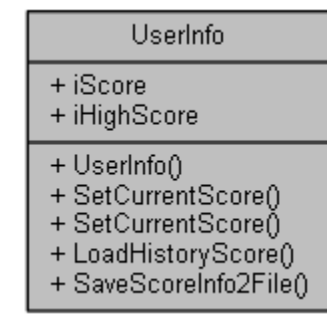 UserInfo
+ iScore
+ iHighScore
+ UserInfo()
+ SetCurrentScore()
+ SetCurrentScore()
+ LoadHistoryScore()
+ SaveScoreInfo2File()